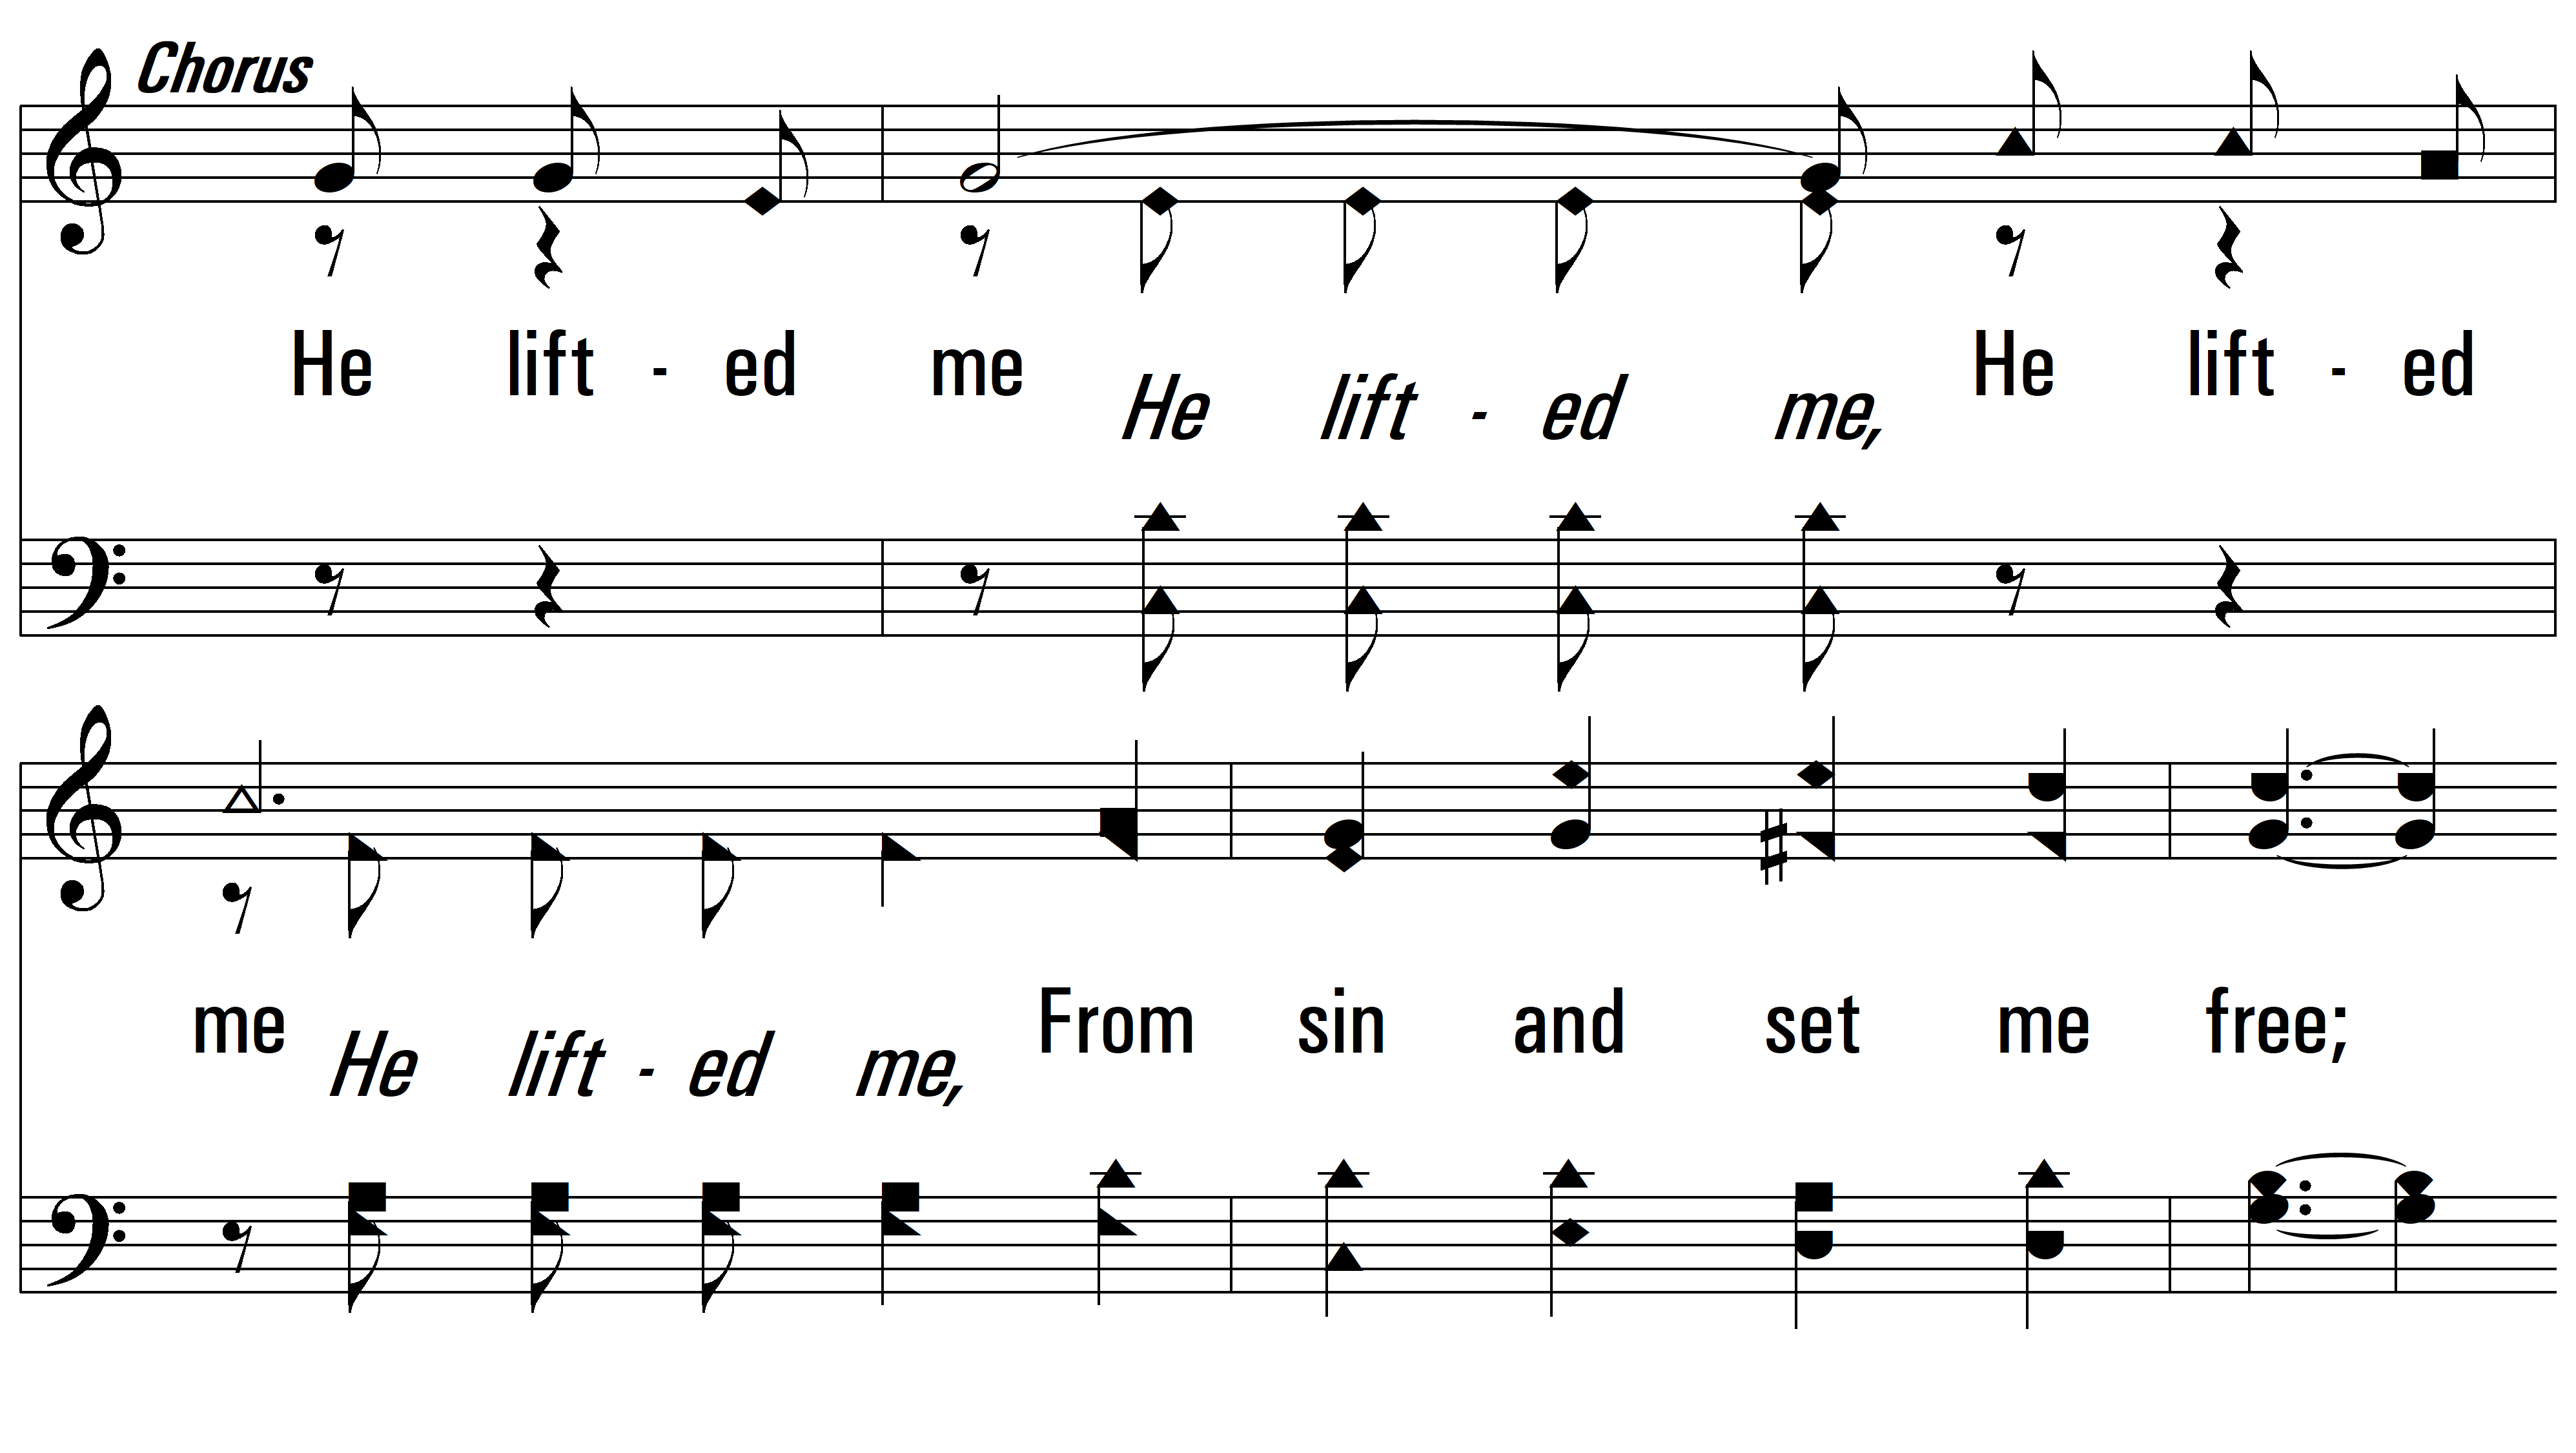 Chorus
He lift - ed me He lift - ed
He lift - ed me,
me From sin and set me free;
He lift - ed me,